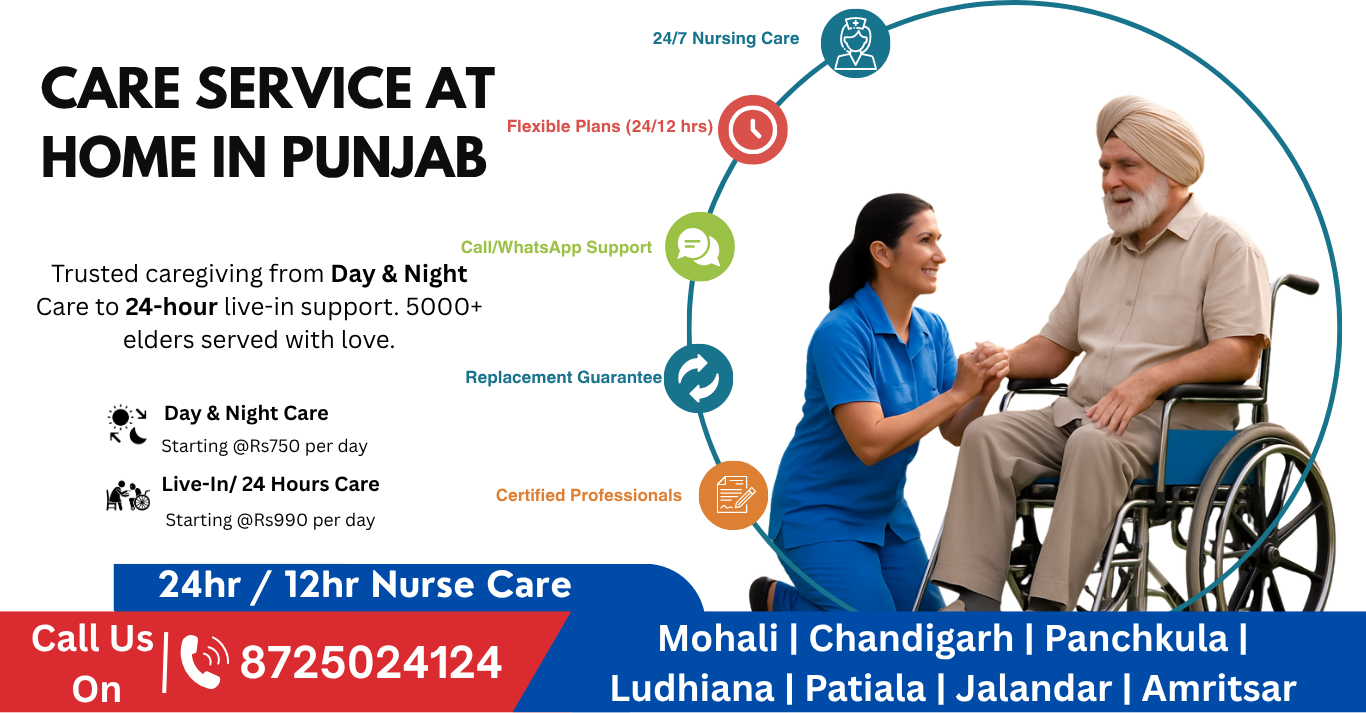 CARE SERVICE AT
HOME IN PUNJAB
Trusted caregiving from Day & Night
Care to 24-hour live-in support. 5000+
elders served with love.
Day & Night Care
Starting @Rs750 per day
Live-In/ 24 Hours Care
Starting @Rs990 per day
24/7 Nursing Care
Flexible Plans (24/12 hrs)
Call/WhatsApp Support
Replacement Guarantee
Certified Professionals
24hr / 12hr Nurse Care
Call Us
On
8725024124
Mohali | Chandigarh | Panchkula |
Ludhiana | Patiala | Jalandar | Amritsar